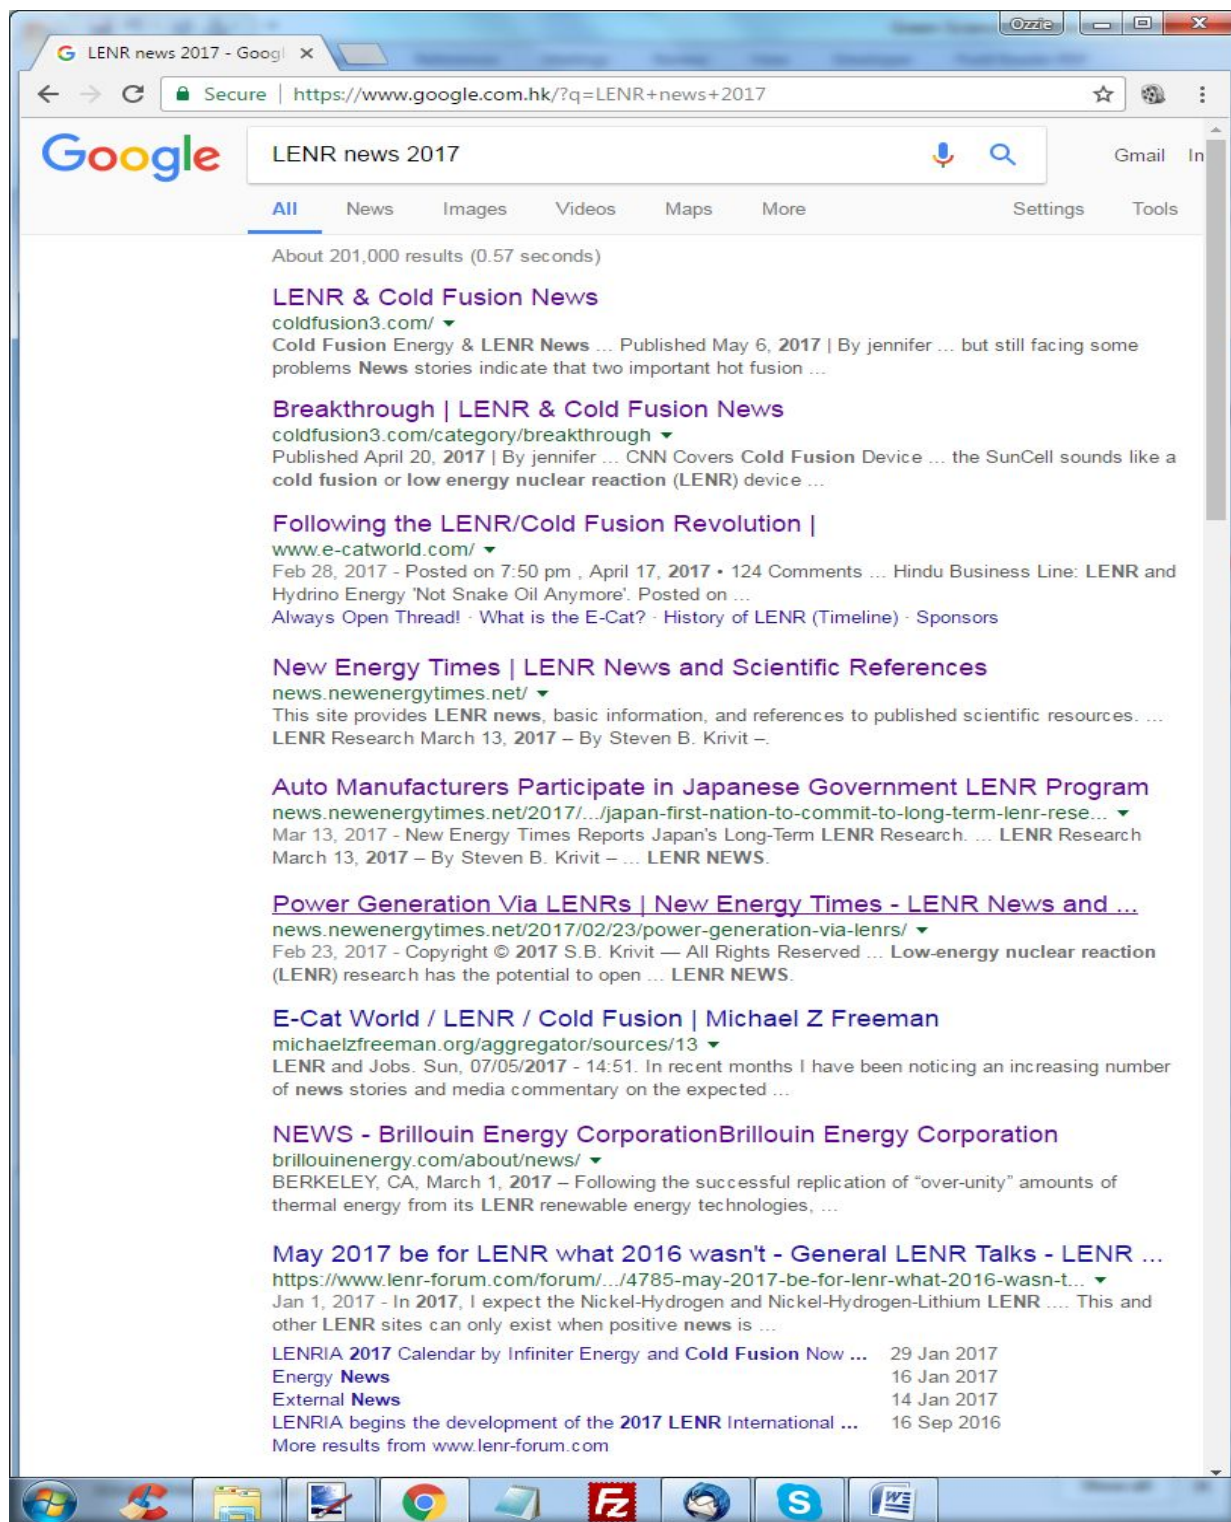 Ozzie
LENR news 2017 - Googl
Secure | https://www.google.com.hk/?q=LENR+news+2017
Google LENR news 2017 Gmail In
All News Images Videos Maps More Settings Tools
About 201,000 results (0.57 seconds)
LENR & Cold Fusion News
coldfusion3.com/
Cold Fusion Energy & LENR News ... Published May 6, 2017 | By jennifer ... but still facing some
problems News stories indicate that two important hot fusion ...
Breakthrough | LENR & Cold Fusion News
coldfusion3.com/category/breakthrough
Published April 20, 2017 | By jennifer ... CNN Covers Cold Fusion Device ... the SunCell sounds like a
cold fusion or low energy nuclear reaction (LENR) device ...
Following the LENR/Cold Fusion Revolution |
www.e-catworld.com/
Feb 28, 2017 - Posted on 7:50 pm , April 17, 2017 • 124 Comments ... Hindu Business Line: LENR and
Hydrino Energy 'Not Snake Oil Anymore'. Posted on ...
Always Open Thread! · What is the E-Cat? · History of LENR (Timeline) · Sponsors
New Energy Times | LENR News and Scientific References
news.newenergytimes.net/
This site provides LENR news, basic information, and references to published scientific resources. ...
LENR Research March 13, 2017 – By Steven B. Krivit –.
Auto Manufacturers Participate in Japanese Government LENR Program
news.newenergytimes.net/2017/.../japan-first-nation-to-commit-to-long-term-lenr-rese...
Mar 13, 2017 - New Energy Times Reports Japan's Long-Term LENR Research. ... LENR Research
March 13, 2017 – By Steven B. Krivit – ... LENR NEWS.
Power Generation Via LENRs | New Energy Times - LENR News and ...
news.newenergytimes.net/2017/02/23/power-generation-via-lenrs/
Feb 23, 2017 - Copyright © 2017 S.B. Krivit — All Rights Reserved ... Low-energy nuclear reaction
(LENR) research has the potential to open ... LENR NEWS.
E-Cat World / LENR / Cold Fusion | Michael Z Freeman
michaelzfreeman.org/aggregator/sources/13
LENR and Jobs. Sun, 07/05/2017 - 14:51. In recent months I have been noticing an increasing number
of news stories and media commentary on the expected ...
NEWS - Brillouin Energy CorporationBrillouin Energy Corporation
brillouinenergy.com/about/news/
BERKELEY, CA, March 1, 2017 – Following the successful replication of “over-unity” amounts of
thermal energy from its LENR renewable energy technologies, ...
May 2017 be for LENR what 2016 wasn't - General LENR Talks - LENR ...
https://www.lenr-forum.com/forum/.../4785-may-2017-be-for-lenr-what-2016-wasn-t...
Jan 1, 2017 - In 2017, I expect the Nickel-Hydrogen and Nickel-Hydrogen-Lithium LENR .... This and
other LENR sites can only exist when positive news is ...
LENRIA 2017 Calendar by Infiniter Energy and Cold Fusion Now ... 29 Jan 2017
Energy News 16 Jan 2017
External News 14 Jan 2017
LENRIA begins the development of the 2017 LENR International ... 16 Sep 2016
More results from www.lenr-forum.com